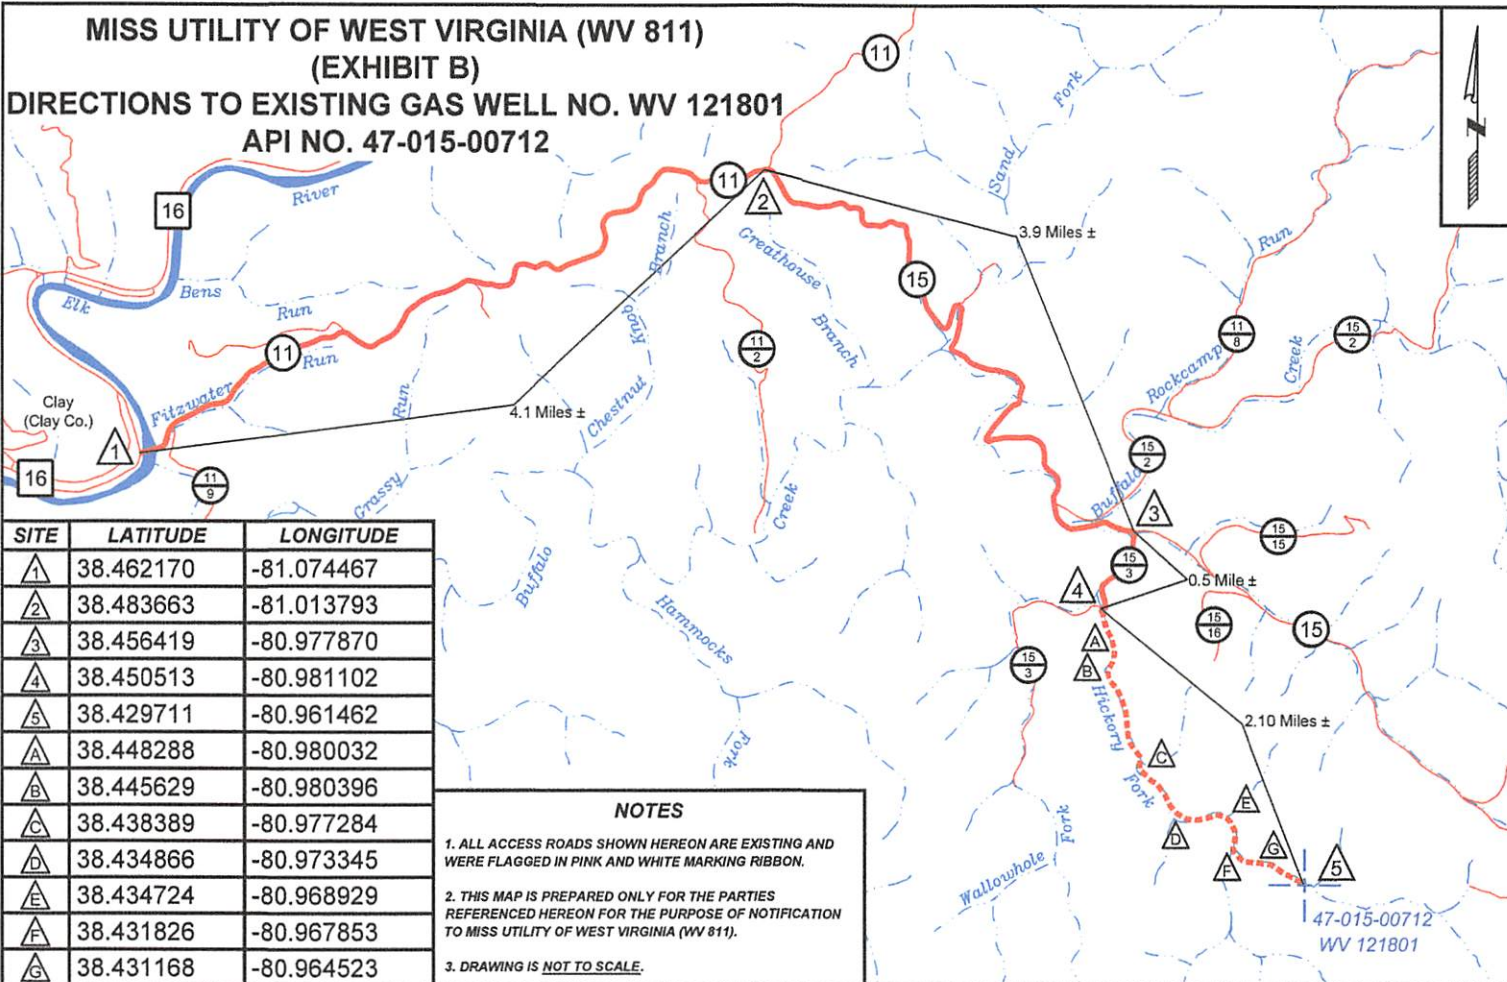 MISS UTILITY OF WEST VIRGINIA (WV 811)
(EXHIBIT B)
DIRECTIONS TO EXISTING GAS WELL NO. WV 121801
API NO. 47-015-00712
N
11
Sand Fork
16
River
11
2
3.9 Miles ±
Greathouse Branch
Knob Branch
Chestnut
Elk
Bens Run
15
Run
Rockcamp
11/8
15/2
Creek
11
Run
Fitzwater
11/2
Clay
(Clay Co.)
1
4.1 Miles ±
Grassy Run
15/2
16
11/9
Creek
Buffalo
3
15/15
15/3
0.5 Mile ±
4
15/16
15
A
B
15/3
Hickory Fork
2.10 Miles ±
Buffalo
Hammocks Fork
C
E
D
G
F
5
Wallowhole Fork
47-015-00712
WV 121801
SITE LATITUDE LONGITUDE
1 38.462170 -81.074467
2 38.483663 -81.013793
3 38.456419 -80.977870
4 38.450513 -80.981102
5 38.429711 -80.961462
A 38.448288 -80.980032
B 38.445629 -80.980396
C 38.438389 -80.977284
D 38.434866 -80.973345
E 38.434724 -80.968929
F 38.431826 -80.967853
G 38.431168 -80.964523
NOTES
1. ALL ACCESS ROADS SHOWN HEREON ARE EXISTING AND
WERE FLAGGED IN PINK AND WHITE MARKING RIBBON.
2. THIS MAP IS PREPARED ONLY FOR THE PARTIES
REFERENCED HEREON FOR THE PURPOSE OF NOTIFICATION
TO MISS UTILITY OF WEST VIRGINIA (WV 811).
3. DRAWING IS NOT TO SCALE.